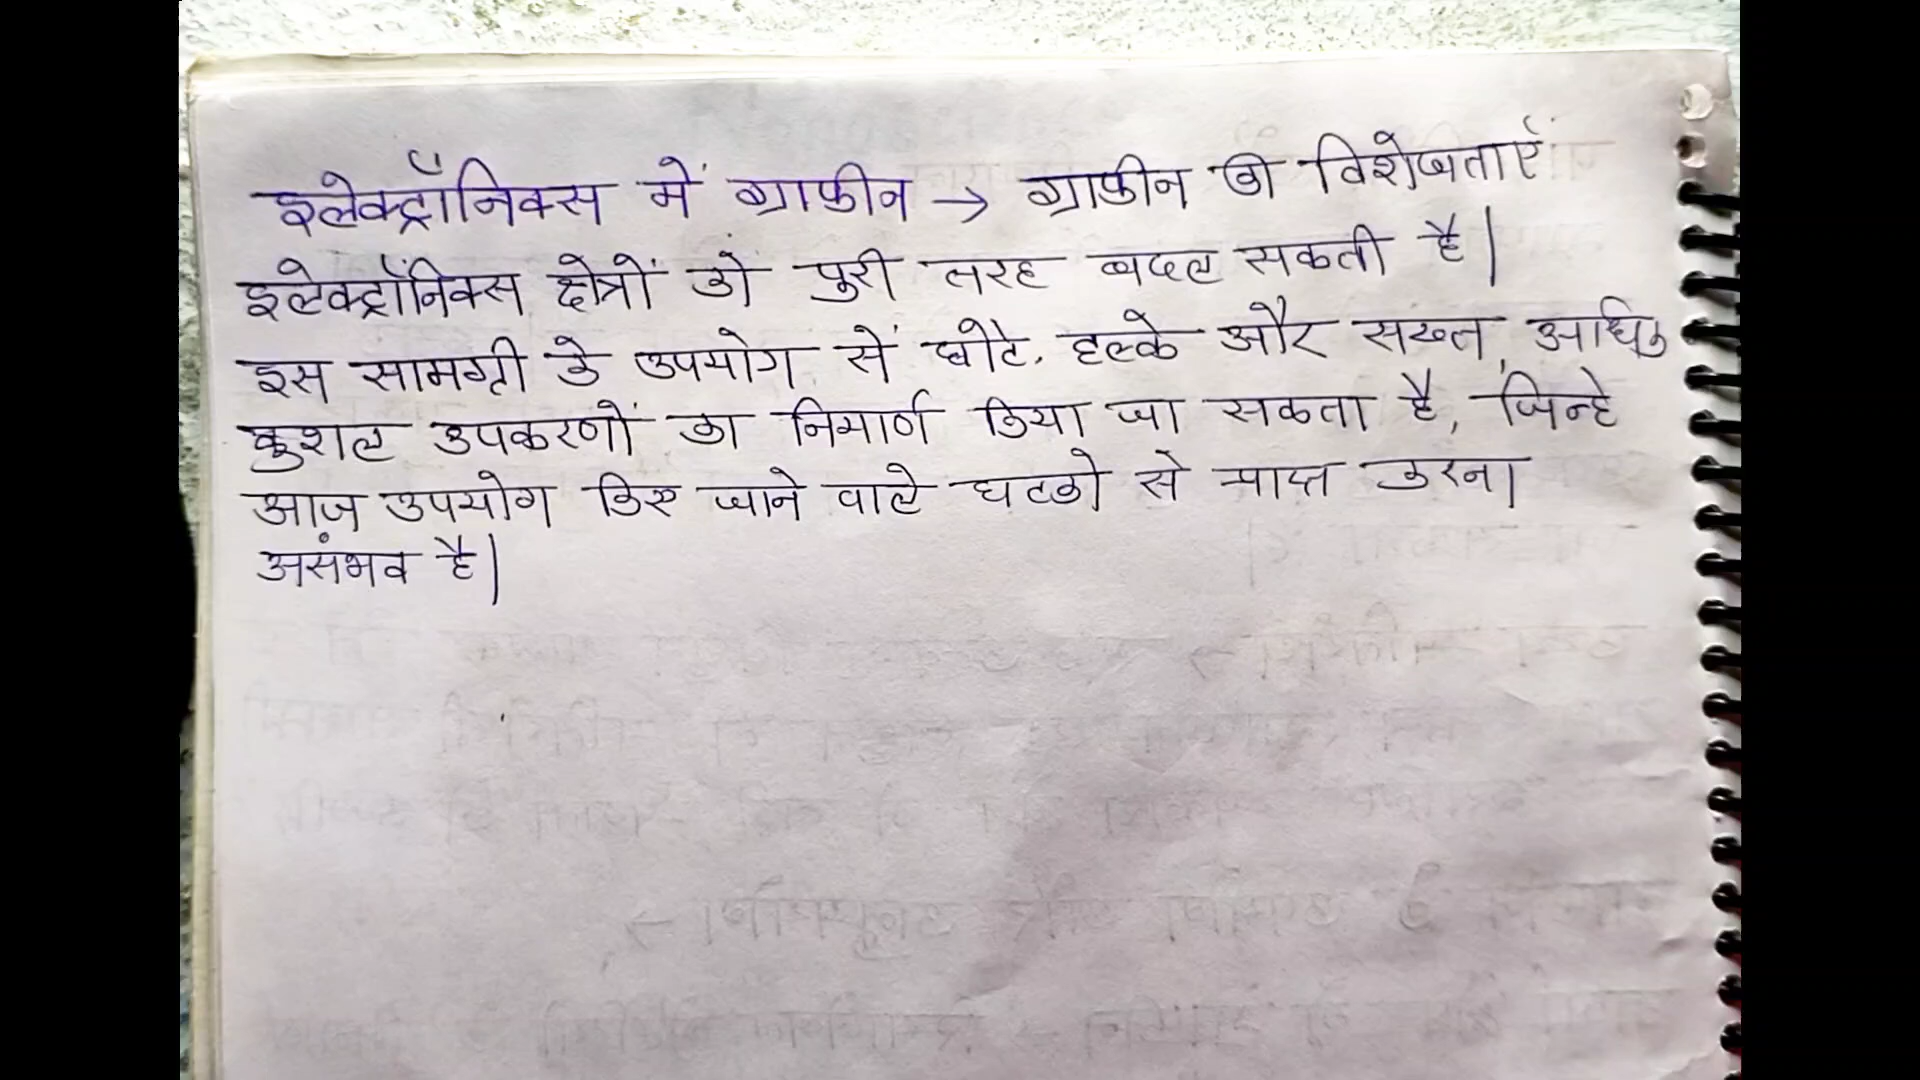 इलेक्ट्रॉनिक्स में ग्राफीन → ग्राफीन की विशेषताएं
इलेक्ट्रॉनिक्स क्षेत्रों को पुरी तरह बदल सकती है|
इस सामग्री के उपयोग से छोटे, हल्के और सख्त, अधिक
कुशल उपकरणों का निमार्ण किया जा सकता है, जिन्हे
आज उपयोग किए जाने वाले घटको से प्राप्त करना
असंभव है|